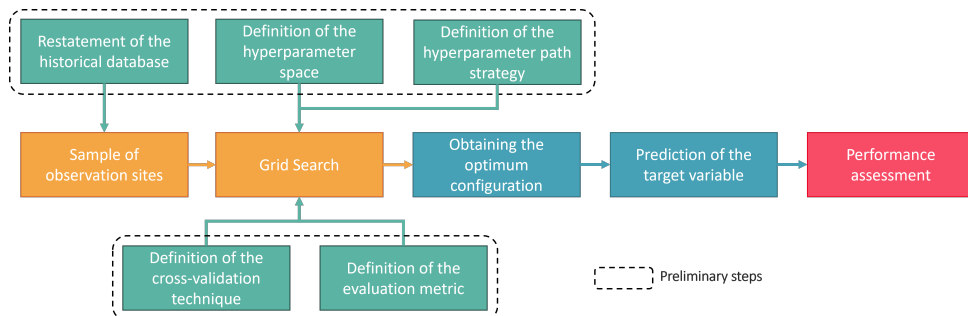 Restatement of the
historical database
Definition of the
hyperparameter
space
Definition of the
hyperparameter path
strategy
Sample of
observation sites
Grid Search
Obtaining the
optimum
configuration
Prediction of the
target variable
Performance
assessment
Definition of the
cross-validation
technique
Definition of the
evaluation metric
Preliminary steps